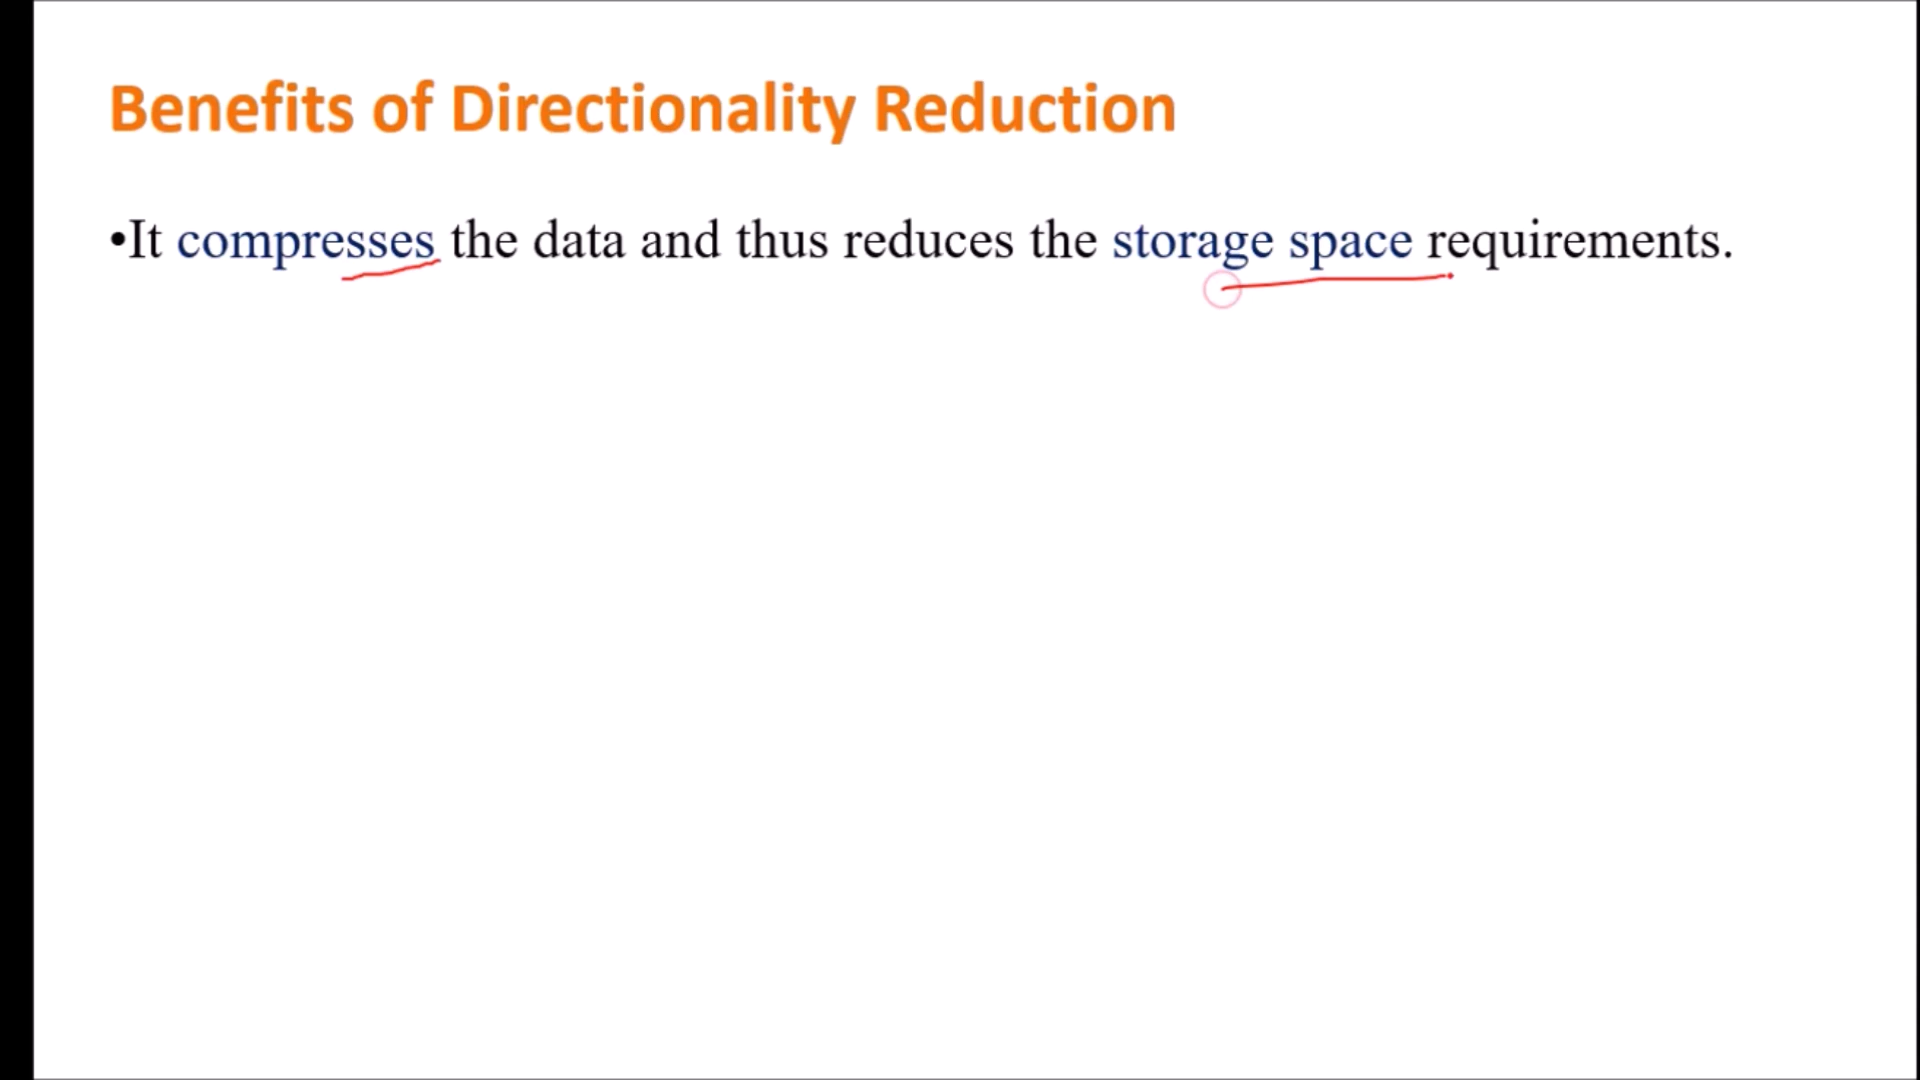 Benefits of Directionality Reduction
•It compresses the data and thus reduces the storage space requirements.